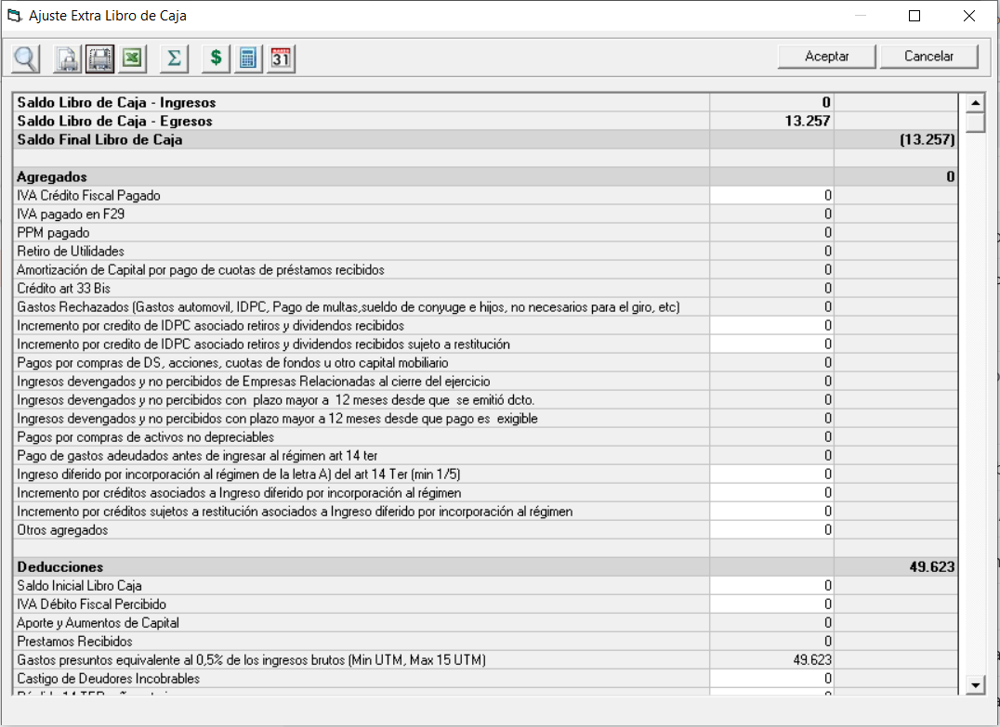 Ajuste Extra Libro de Caja
Σ $ 31 Aceptar Cancelar
Saldo Libro de Caja - Ingresos 0
Saldo Libro de Caja - Egresos 13.257
Saldo Final Libro de Caja (13.257)
Agregados 0
IVA Crédito Fiscal Pagado 0
IVA pagado en F29 0
PPM pagado 0
Retiro de Utilidades 0
Amortización de Capital por pago de cuotas de préstamos recibidos 0
Crédito art 33 Bis 0
Gastos Rechazados (Gastos automovil, IDPC, Pago de multas,sueldo de conyuge e hijos, no necesarios para el giro, etc) 0
Incremento por credito de IDPC asociado retiros y dividendos recibidos 0
Incremento por credito de IDPC asociado retiros y dividendos recibidos sujeto a restitución 0
Pagos por compras de DS, acciones, cuotas de fondos u otro capital mobiliario 0
Ingresos devengados y no percibidos de Empresas Relacionadas al cierre del ejercicio 0
Ingresos devengados y no percibidos con plazo mayor a 12 meses desde que se emitió dcto. 0
Ingresos devengados y no percibidos con plazo mayor a 12 meses desde que pago es exigible 0
Pagos por compras de activos no depreciables 0
Pago de gastos adeudados antes de ingresar al régimen art 14 ter 0
Ingreso diferido por incorporación al régimen de la letra A) del art 14 Ter (min 1/5) 0
Incremento por créditos asociados a Ingreso diferido por incorporación al régimen 0
Incremento por créditos sujetos a restitución asociados a Ingreso diferido por incorporación al régimen 0
Otros agregados 0
Deducciones 49.623
Saldo Inicial Libro Caja 0
IVA Débito Fiscal Percibido 0
Aporte y Aumentos de Capital 0
Prestamos Recibidos 0
Gastos presuntos equivalente al 0,5% de los ingresos brutos (Min UTM, Max 15 UTM) 49.623
Castigo de Deudores Incobrables 0